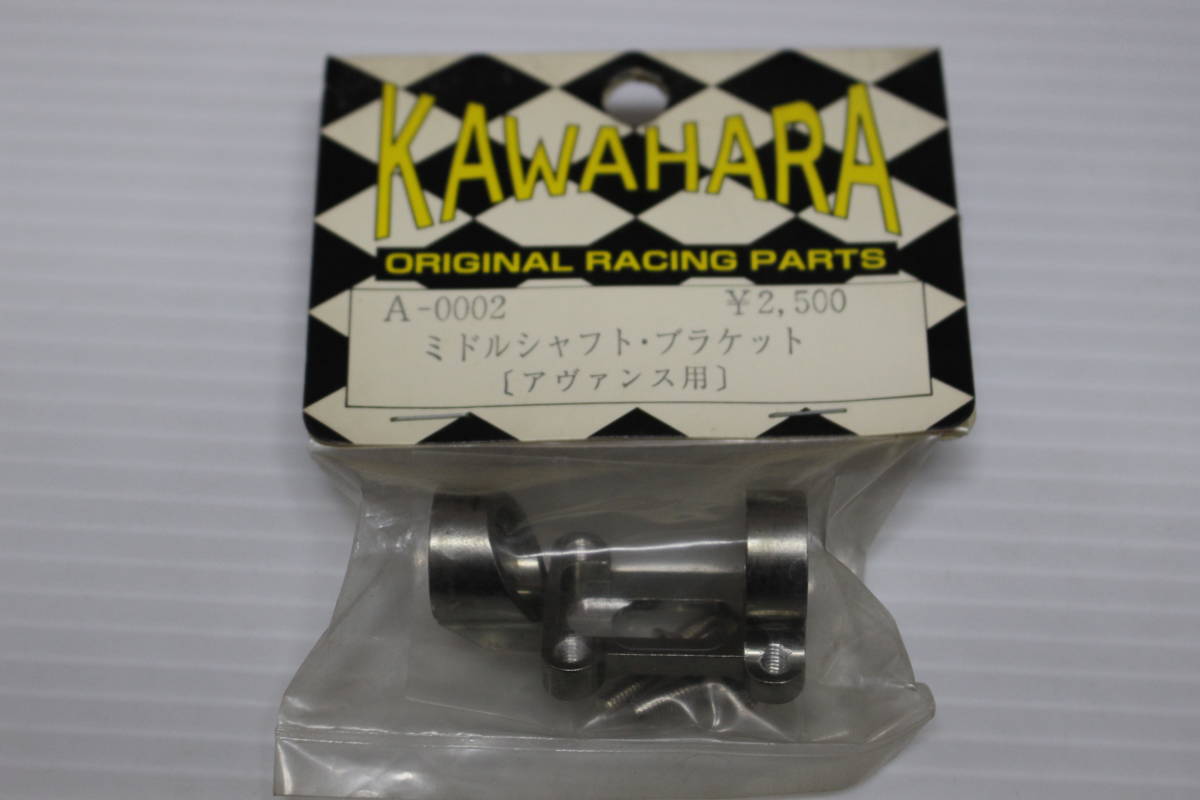 KAWAHARA
ORIGINAL RACING PARTS
A-0002 ¥2,500
ミドルシャフト・ブラケット
〔アヴァンス用〕